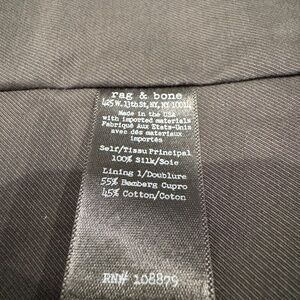 rag & bone
425 W. 13th St, NY, NY 10014
Made in the USA
with imported materials
Fabriqué Aux États-Unis
avec dés materiaux
importés
Self/Tissu Principal
100% Silk/Soie
Lining 1/Doublure
55% Bemberg Cupro
45% Cotton/Coton
RN# 108879